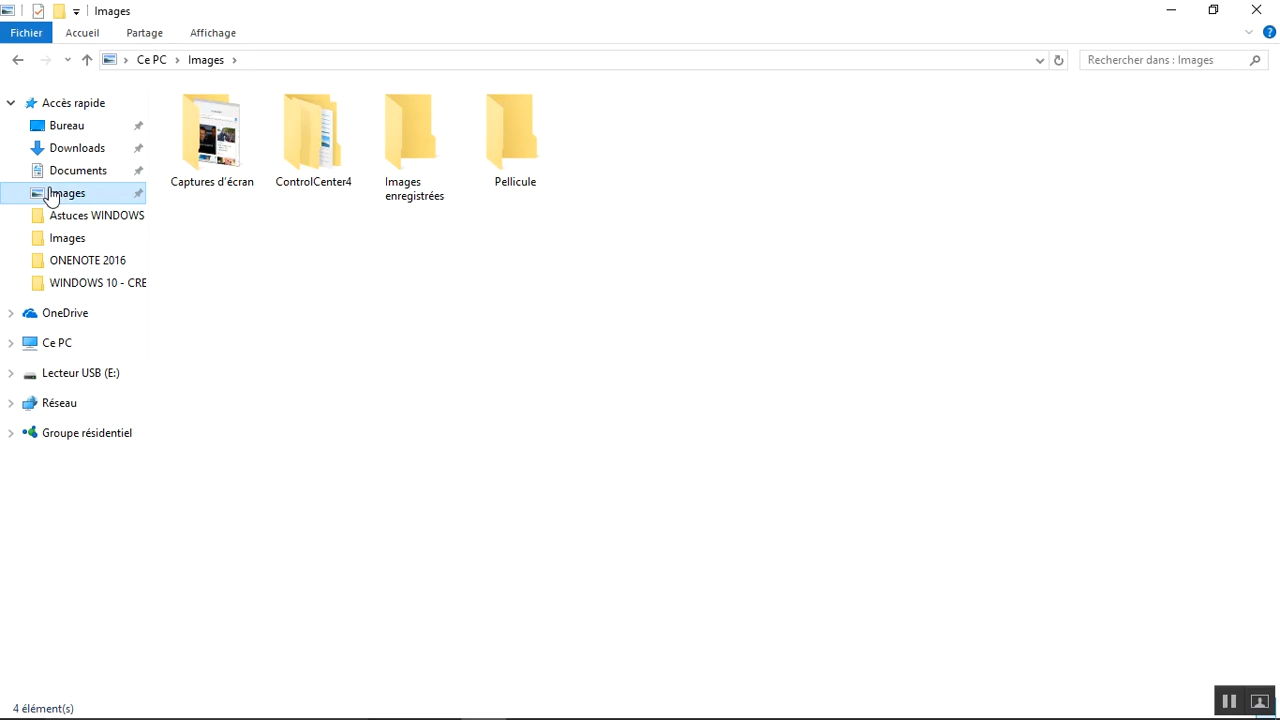 Images
Fichier Accueil Partage Affichage
Ce PC Images Rechercher dans : Images
Accès rapide
Bureau
Downloads
Documents
Images
Astuces WINDOWS
Images
ONENOTE 2016
WINDOWS 10 - CRE
OneDrive
Ce PC
Lecteur USB (E:)
Réseau
Groupe résidentiel
Captures d'écran
ControlCenter4
Images
enregistrées
Pellicule
4 élément(s)